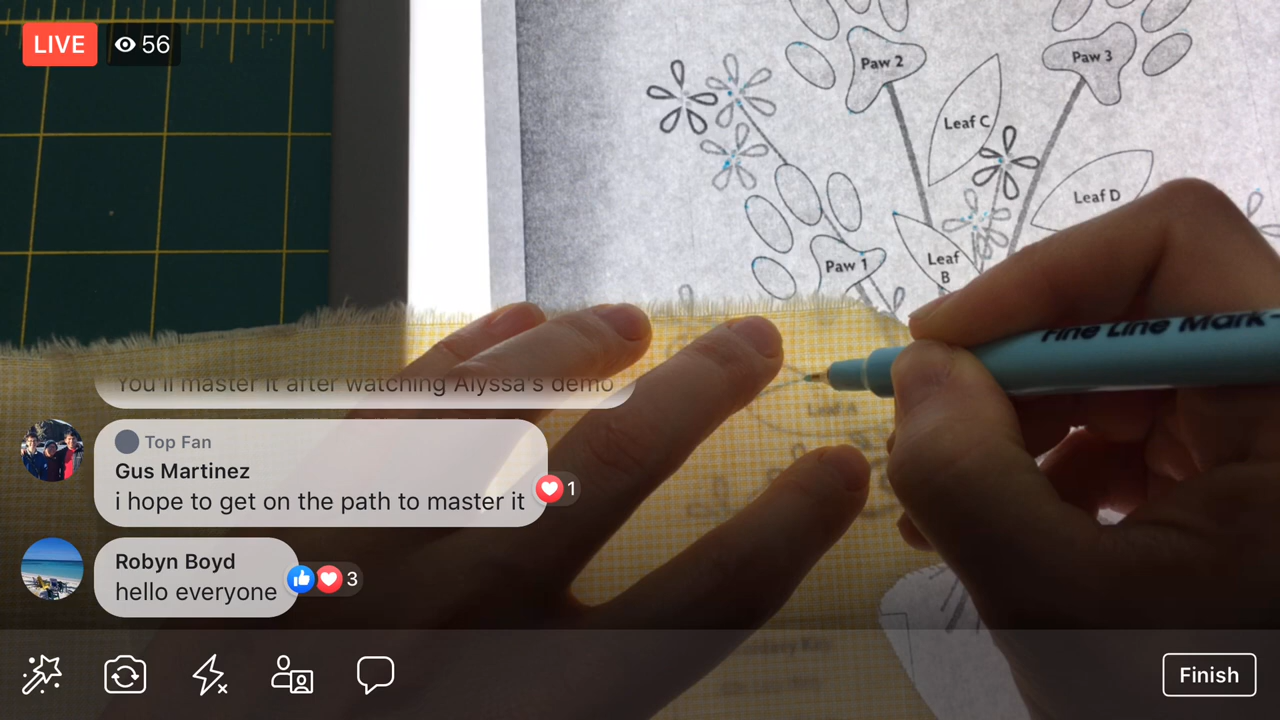 LIVE
56
Paw 2
Paw 3
Leaf C
Leaf D
Leaf
B
Paw 1
Fine Line Mark
You'll master it after watching Alyssa's demo
Leaf A
Top Fan
Gus Martinez
i hope to get on the path to master it
1
Robyn Boyd
hello everyone
3
Finish